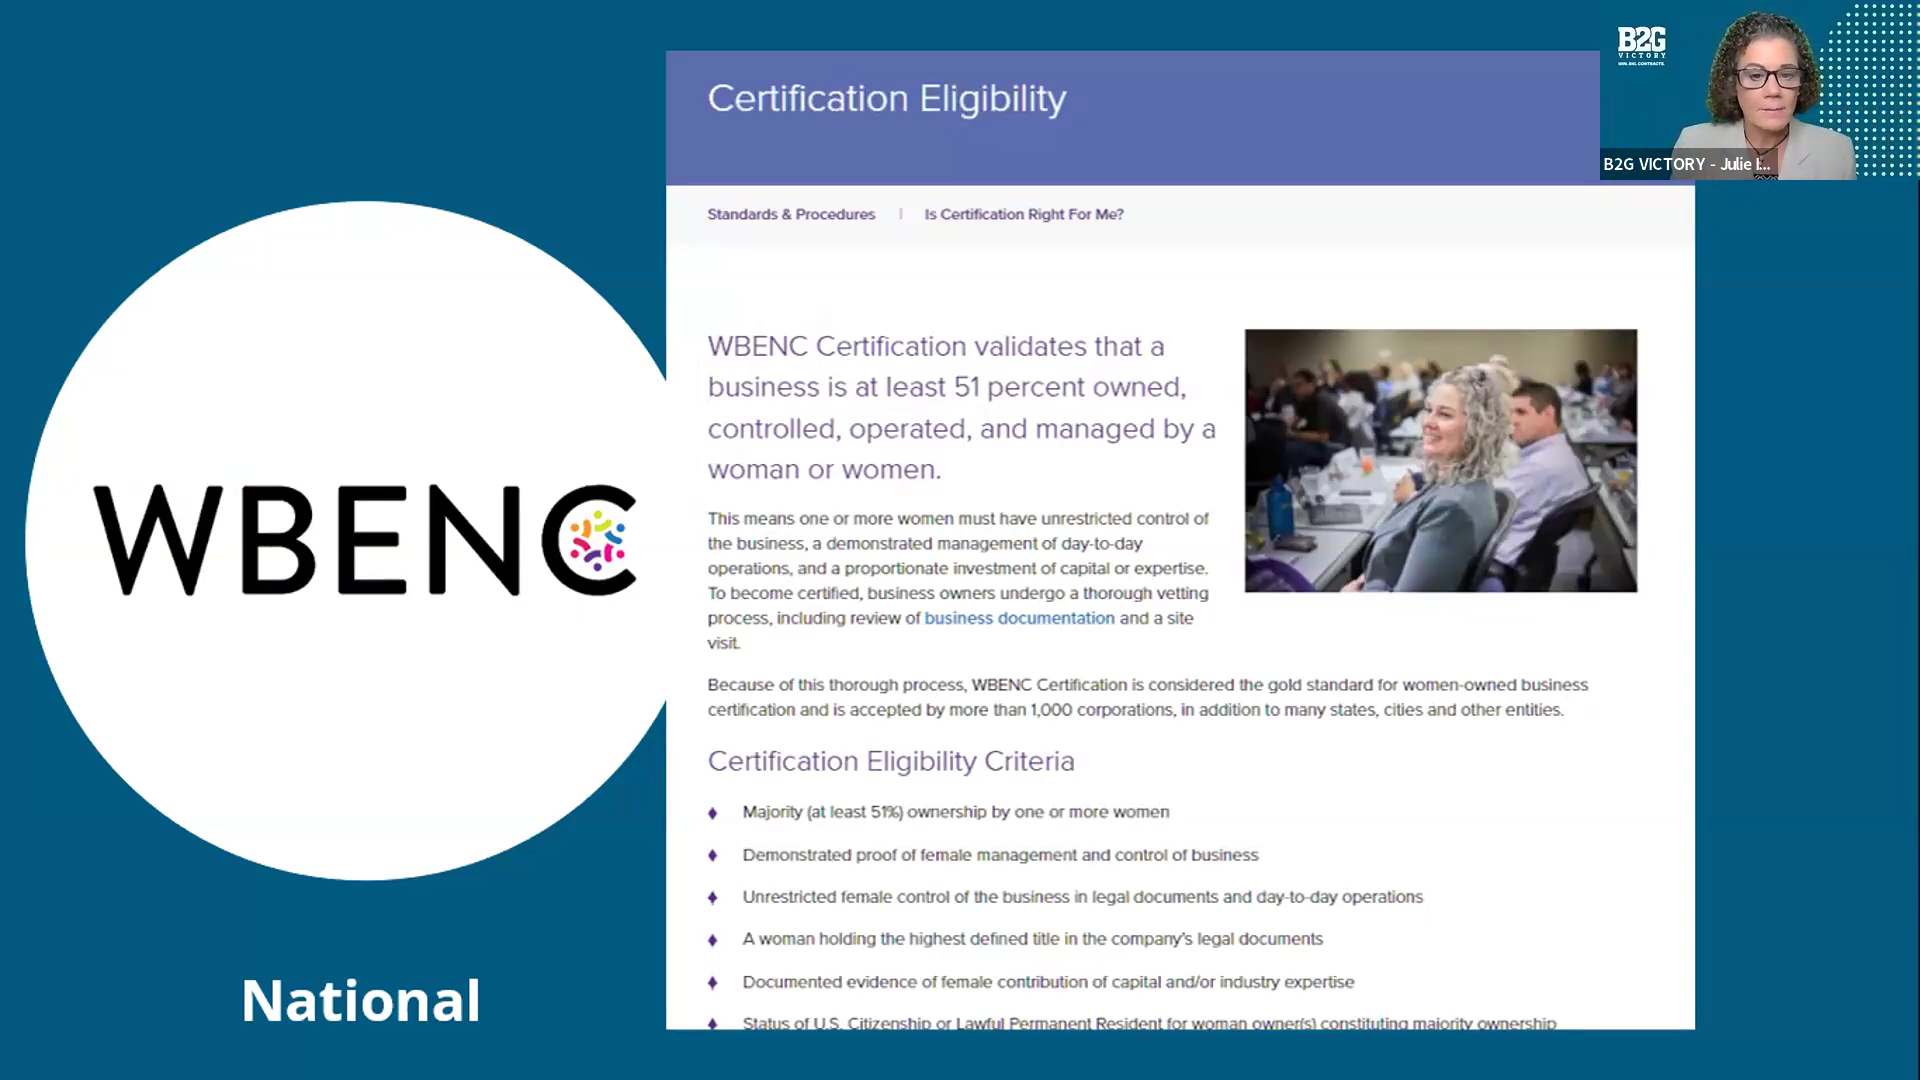 B2G
VICTORY
WIN. BIG. CONTRACTS.
B2G VICTORY - Julie I...
Certification Eligibility
Standards & Procedures | Is Certification Right For Me?
WBENC Certification validates that a
business is at least 51 percent owned,
controlled, operated, and managed by a
woman or women.
This means one or more women must have unrestricted control of
the business, a demonstrated management of day-to-day
operations, and a proportionate investment of capital or expertise.
To become certified, business owners undergo a thorough vetting
process, including review of business documentation and a site
visit.
Because of this thorough process, WBENC Certification is considered the gold standard for women-owned business
certification and is accepted by more than 1,000 corporations, in addition to many states, cities and other entities.
Certification Eligibility Criteria
Majority (at least 51%) ownership by one or more women
Demonstrated proof of female management and control of business
Unrestricted female control of the business in legal documents and day-to-day operations
A woman holding the highest defined title in the company's legal documents
Documented evidence of female contribution of capital and/or industry expertise
Status of U.S. Citizenship or Lawful Permanent Resident for woman owner(s) constituting majority ownership
WBENC
National